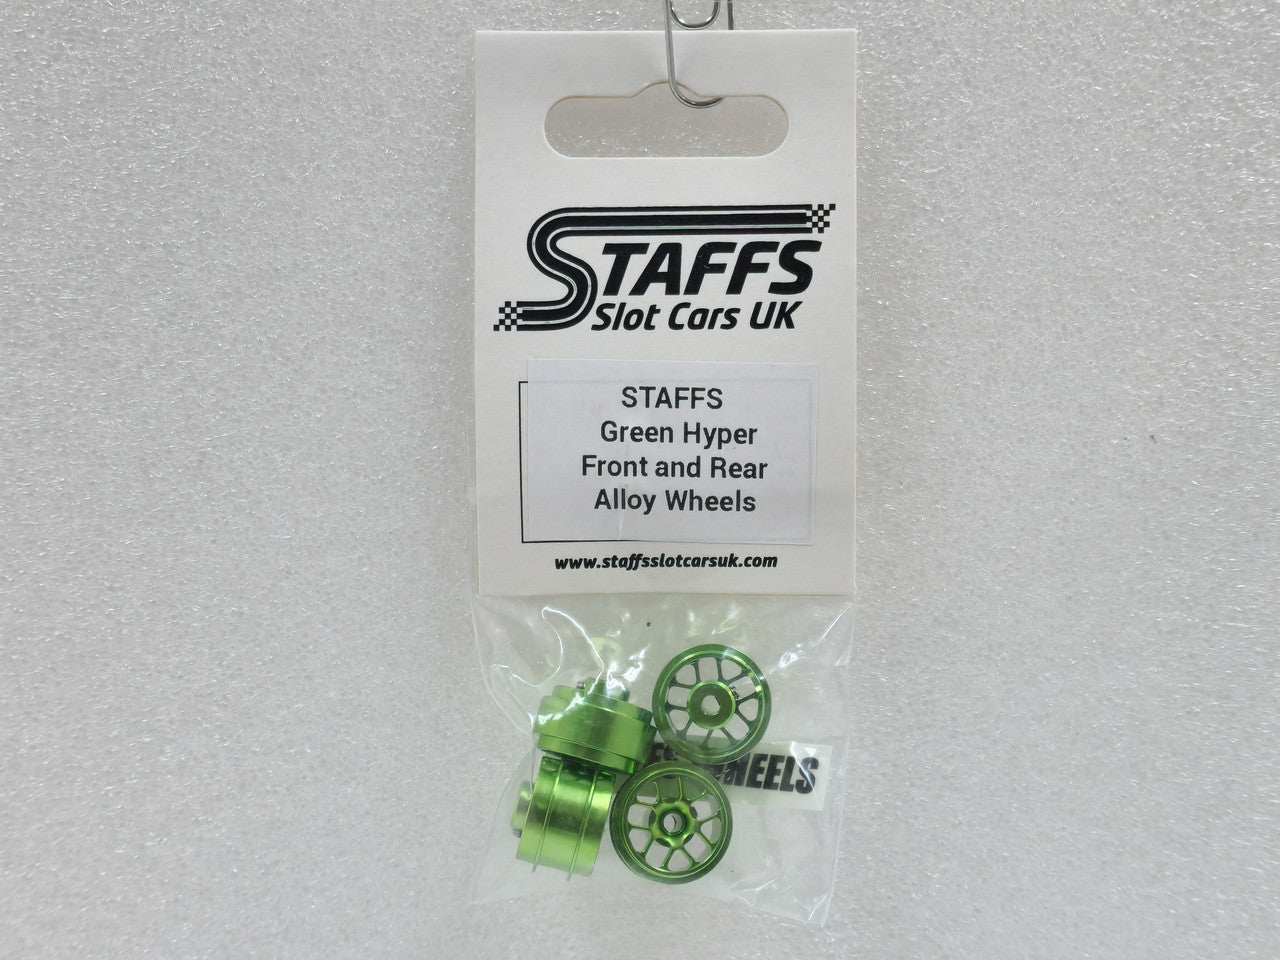 STAFFS
Slot Cars UK
STAFFS
Green Hyper
Front and Rear
Alloy Wheels
www.staffsslotcarsuk.com